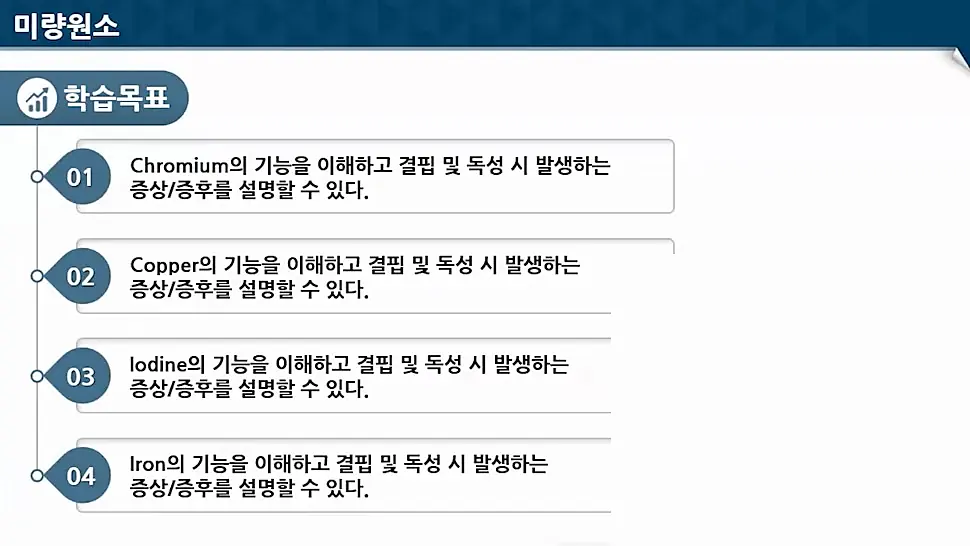 미량원소
학습목표
01
Chromium의 기능을 이해하고 결핍 및 독성 시 발생하는
증상/증후를 설명할 수 있다.
02
Copper의 기능을 이해하고 결핍 및 독성 시 발생하는
증상/증후를 설명할 수 있다.
03
Iodine의 기능을 이해하고 결핍 및 독성 시 발생하는
증상/증후를 설명할 수 있다.
04
Iron의 기능을 이해하고 결핍 및 독성 시 발생하는
증상/증후를 설명할 수 있다.